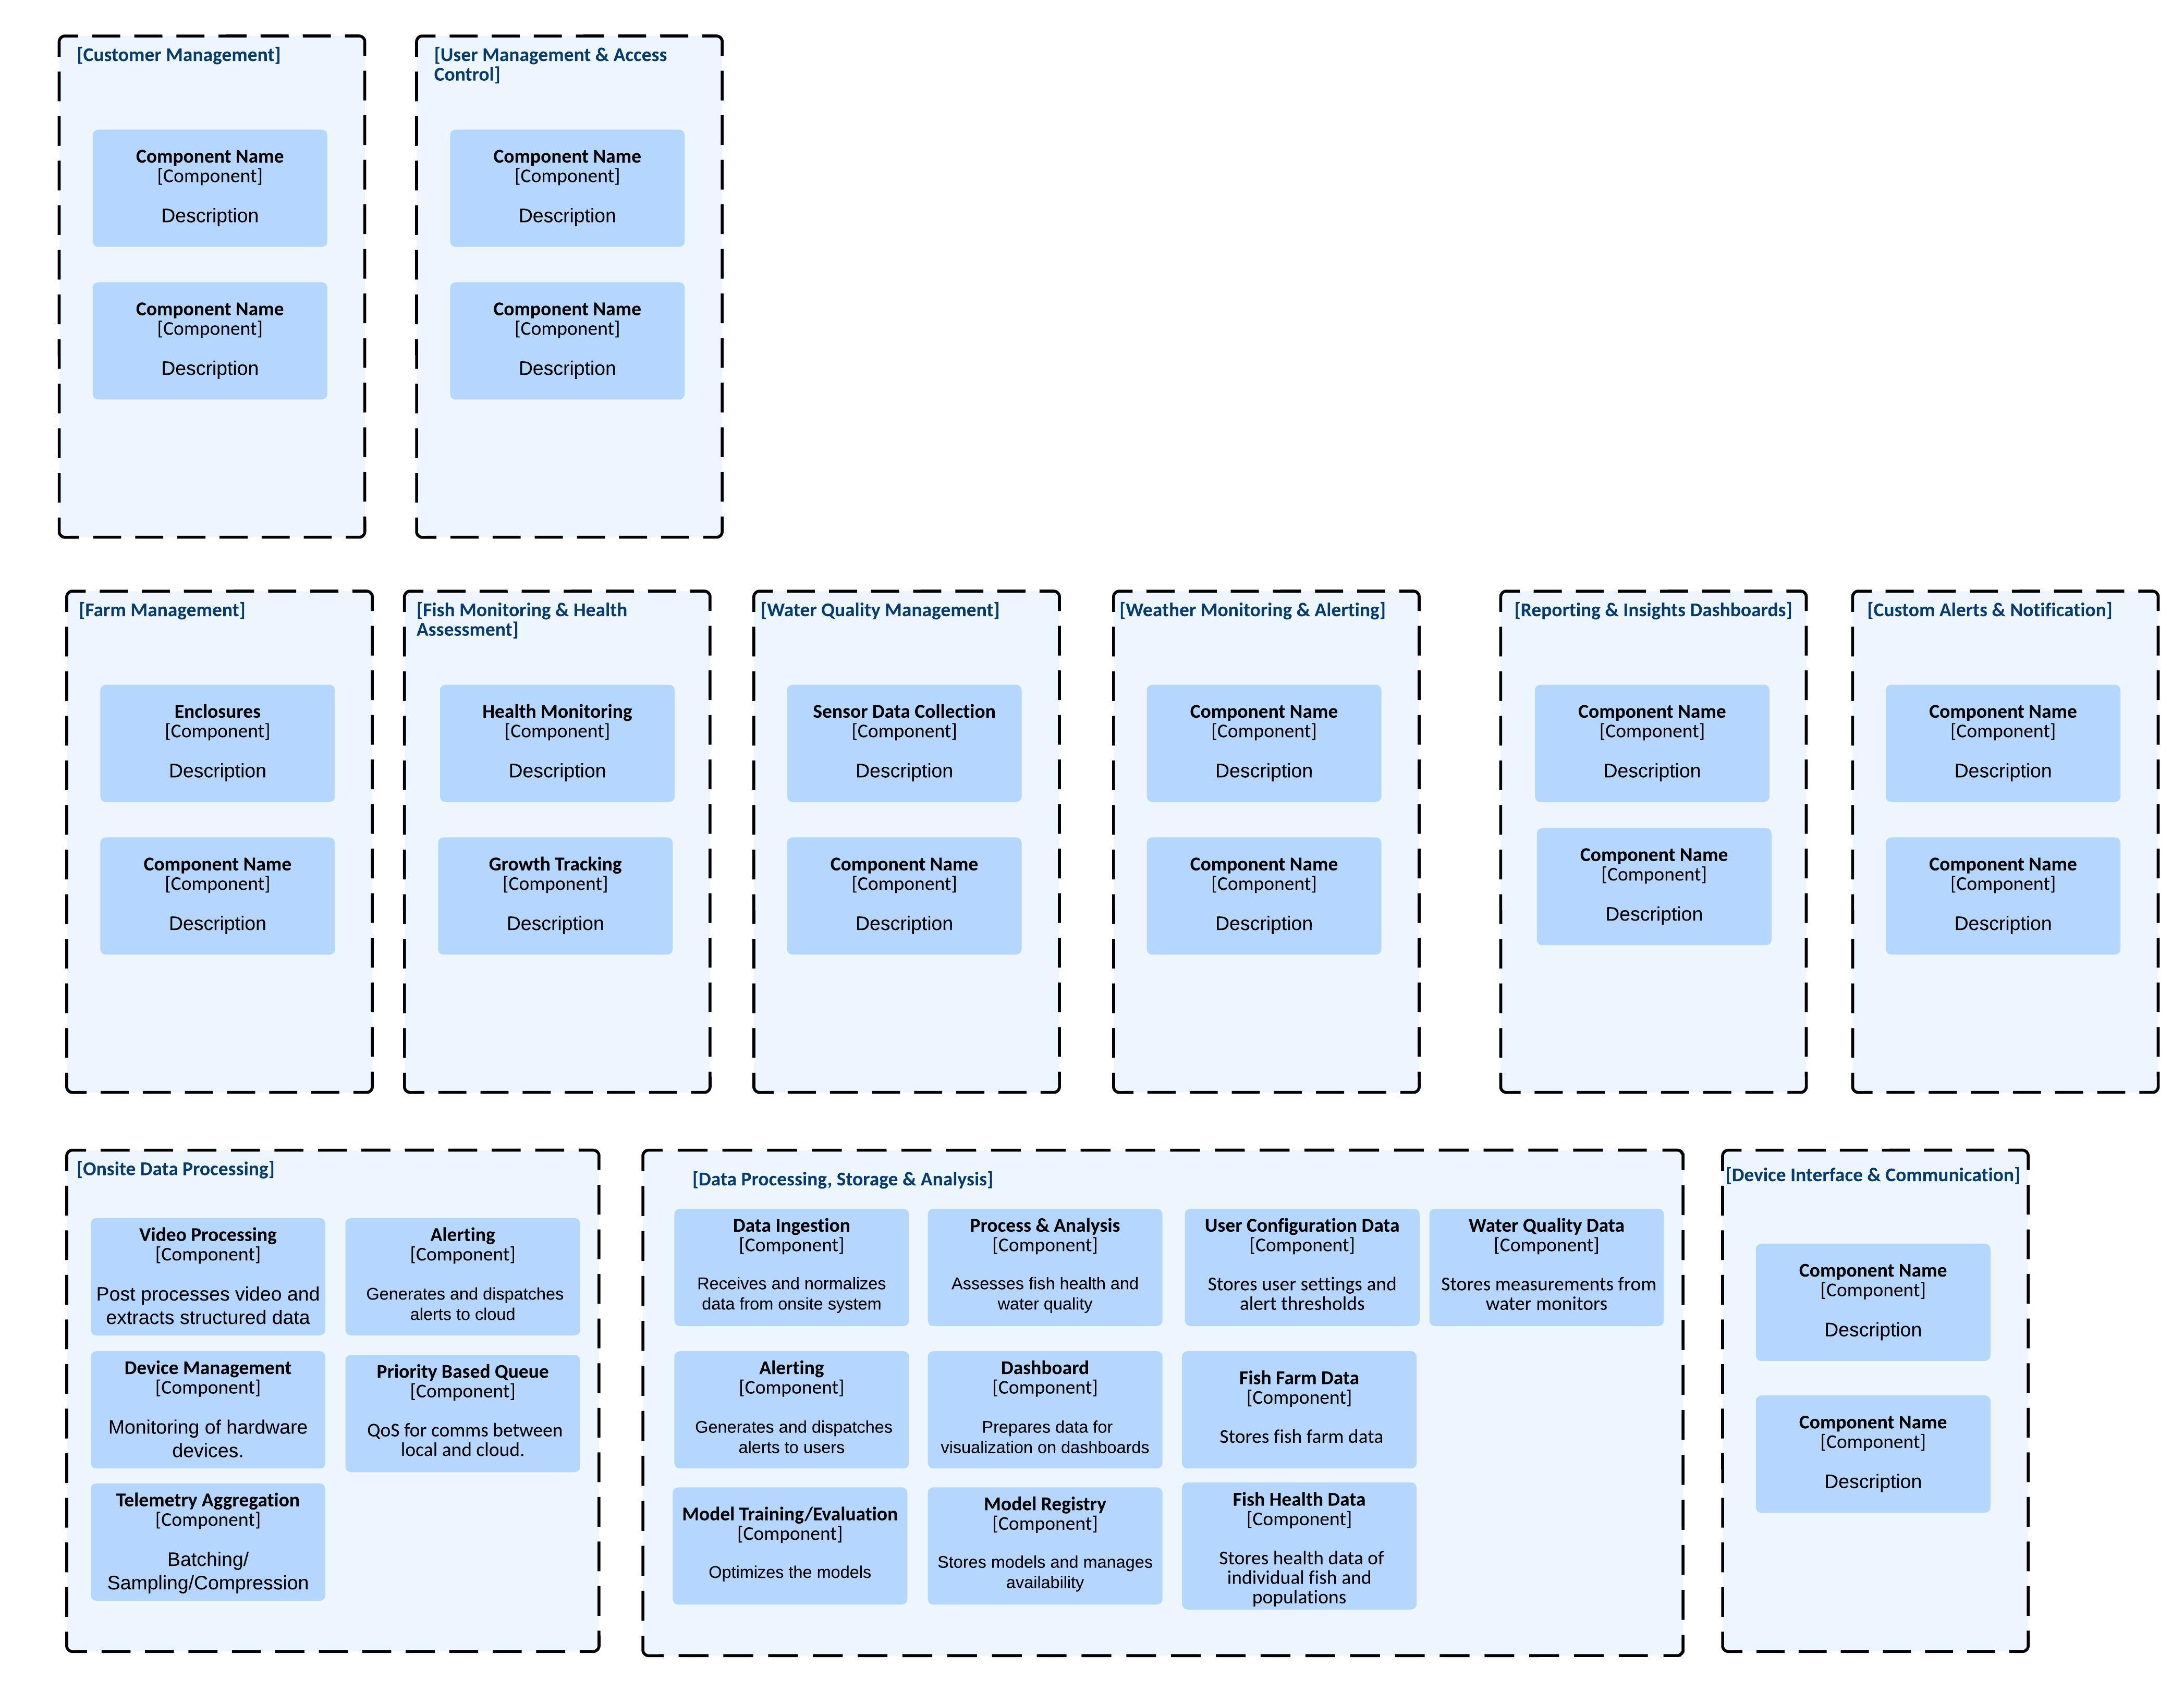 [Customer Management]
Component Name
[Component]
Description
Component Name
[Component]
Description
[User Management & Access
Control]
Component Name
[Component]
Description
Component Name
[Component]
Description
[Farm Management]
Enclosures
[Component]
Description
Component Name
[Component]
Description
[Fish Monitoring & Health
Assessment]
Health Monitoring
[Component]
Description
Growth Tracking
[Component]
Description
[Water Quality Management]
Sensor Data Collection
[Component]
Description
Component Name
[Component]
Description
[Weather Monitoring & Alerting]
Component Name
[Component]
Description
Component Name
[Component]
Description
[Reporting & Insights Dashboards]
Component Name
[Component]
Description
Component Name
[Component]
Description
[Custom Alerts & Notification]
Component Name
[Component]
Description
Component Name
[Component]
Description
[Onsite Data Processing]
Video Processing
[Component]
Post processes video and
extracts structured data
Alerting
[Component]
Generates and dispatches
alerts to cloud
Device Management
[Component]
Monitoring of hardware
devices.
Priority Based Queue
[Component]
QoS for comms between
local and cloud.
Telemetry Aggregation
[Component]
Batching/
Sampling/Compression
[Data Processing, Storage & Analysis]
Data Ingestion
[Component]
Receives and normalizes
data from onsite system
Process & Analysis
[Component]
Assesses fish health and
water quality
User Configuration Data
[Component]
Stores user settings and
alert thresholds
Water Quality Data
[Component]
Stores measurements from
water monitors
Alerting
[Component]
Generates and dispatches
alerts to users
Dashboard
[Component]
Prepares data for
visualization on dashboards
Fish Farm Data
[Component]
Stores fish farm data
Model Training/Evaluation
[Component]
Optimizes the models
Model Registry
[Component]
Stores models and manages
availability
Fish Health Data
[Component]
Stores health data of
individual fish and
populations
[Device Interface & Communication]
Component Name
[Component]
Description
Component Name
[Component]
Description